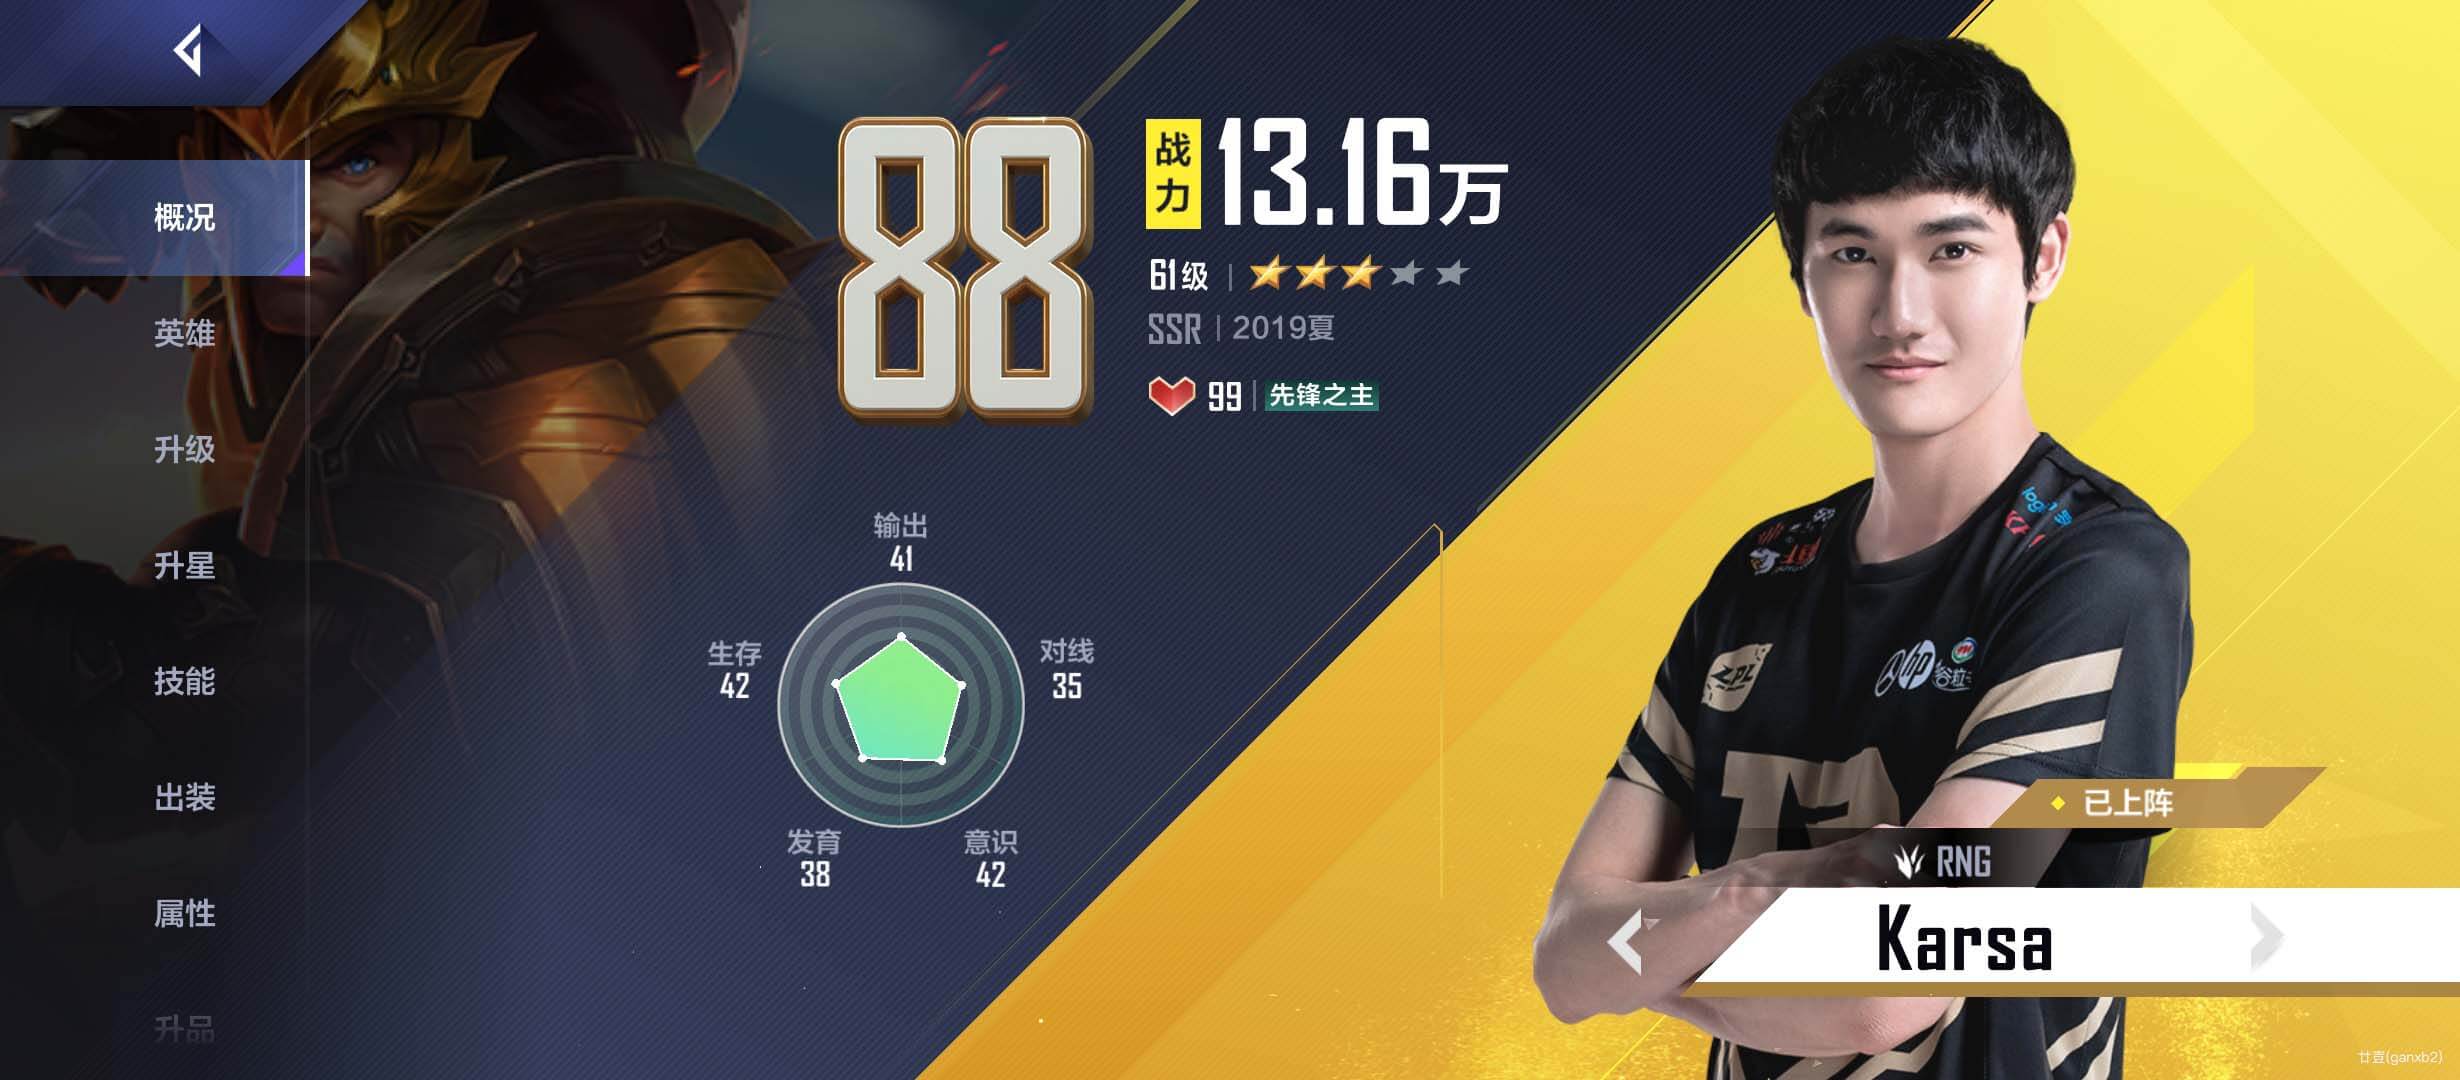 概况
英雄
升级
升星
技能
出装
属性
升品
88
战力 13.16万
61级
SSR | 2019夏
99 | 先锋之主
输出
41
对线
35
意识
42
发育
38
生存
42
logi
LPL
hp
已上阵
RNG
Karsa
廿壹(ganxb2)